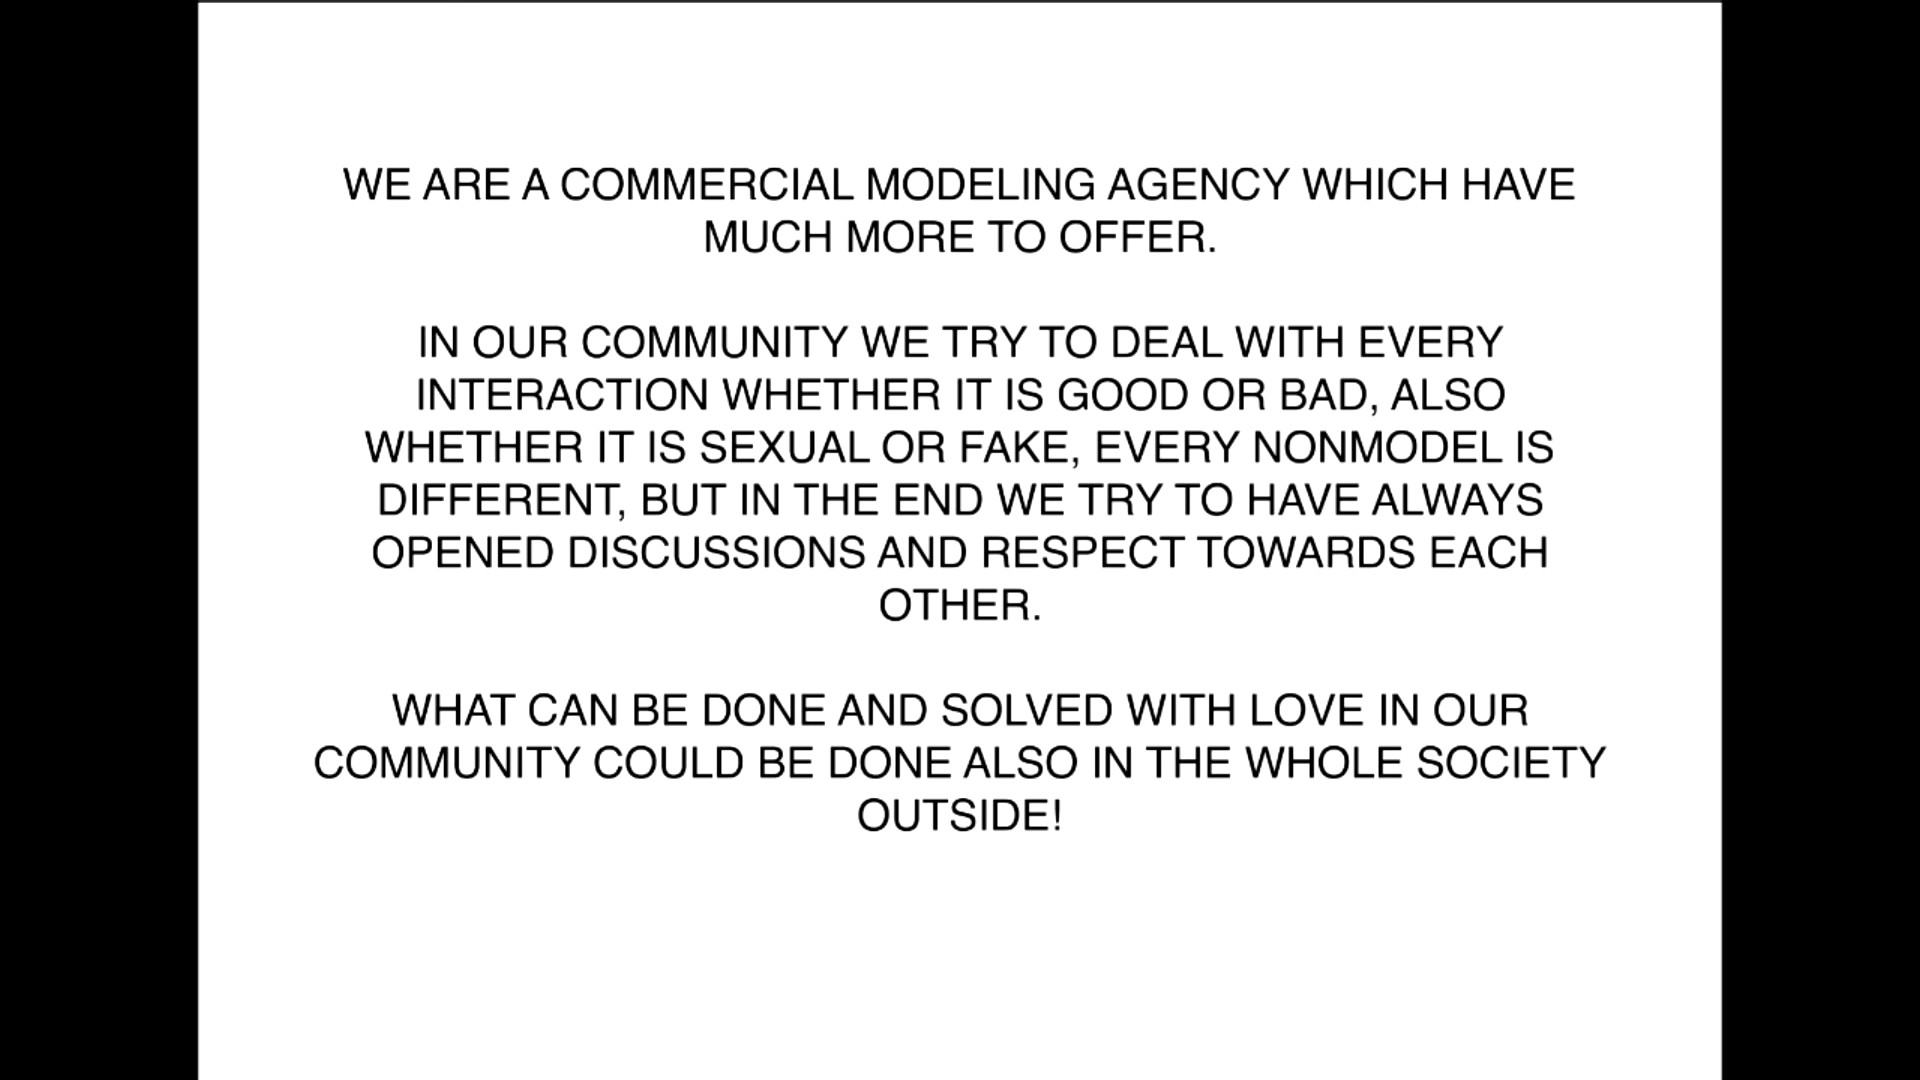 WE ARE A COMMERCIAL MODELING AGENCY WHICH HAVE
MUCH MORE TO OFFER.
IN OUR COMMUNITY WE TRY TO DEAL WITH EVERY
INTERACTION WHETHER IT IS GOOD OR BAD, ALSO
WHETHER IT IS SEXUAL OR FAKE, EVERY NONMODEL IS
DIFFERENT, BUT IN THE END WE TRY TO HAVE ALWAYS
OPENED DISCUSSIONS AND RESPECT TOWARDS EACH
OTHER.
WHAT CAN BE DONE AND SOLVED WITH LOVE IN OUR
COMMUNITY COULD BE DONE ALSO IN THE WHOLE SOCIETY
OUTSIDE!